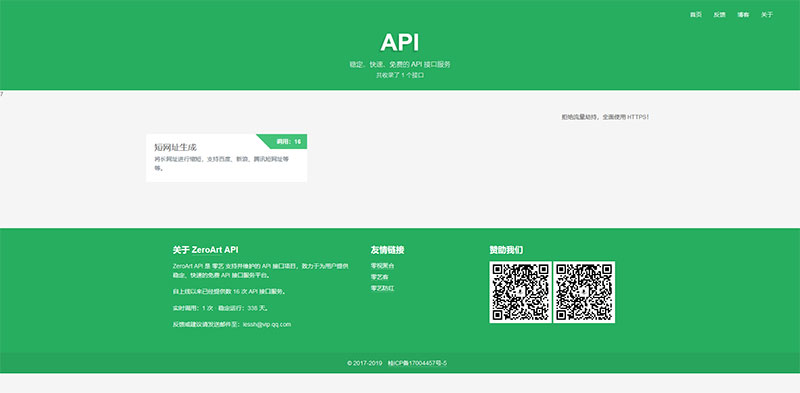 首页 反馈 博客 关于
API
稳定、快速、免费的 API 接口服务
共收录了 1 个接口
7
拒绝流量劫持，全面使用 HTTPS！
调用：16
短网址生成
将长网址进行缩短，支持百度、新浪、腾讯短网址等
等。
关于 ZeroArt API
ZeroArt API 是 零艺 支持并维护的 API 接口项目，致力于为用户提供
稳定、快速的免费 API 接口服务平台。
自上线以来已经提供数 16 次 API 接口服务。
实时调用：1 次 稳定运行：335 天。
反馈或建议请发送邮件至：lessh@vip.qq.com
友情链接
零视黑台
零艺客
零艺防红
赞助我们
© 2017-2019 桂ICP备17004457号-5